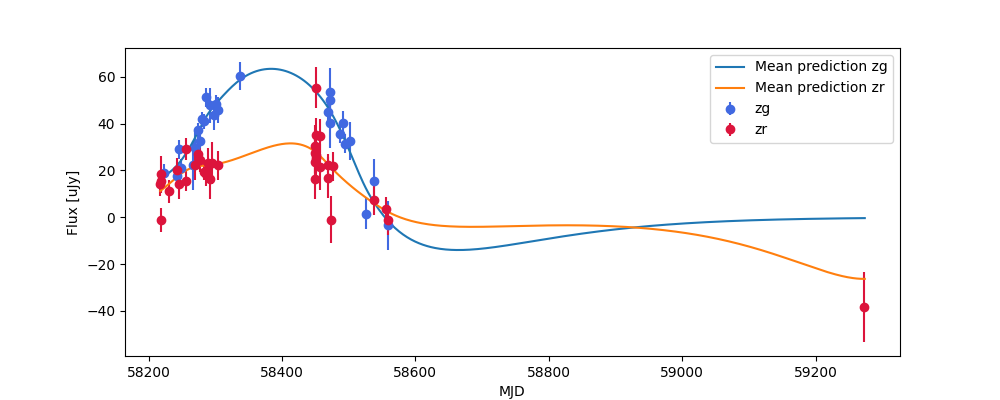 Mean prediction zg
Mean prediction zr
zg
zr
Flux [uJy]
60
40
20
0
−20
−40
58200 58400 58600 58800 59000 59200
MJD